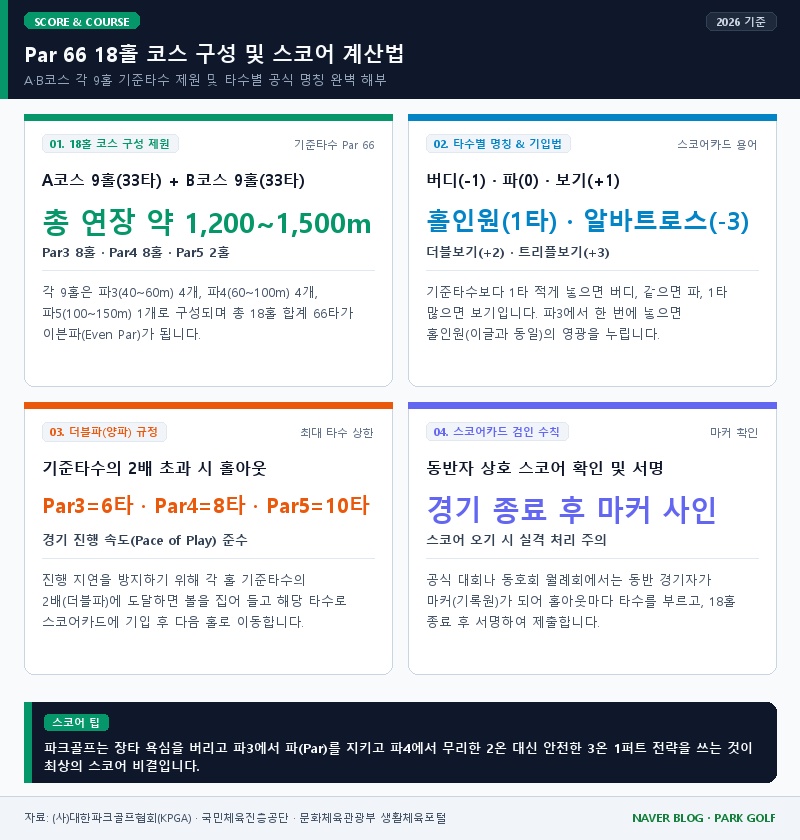 SCORE & COURSE
2026 기준
Par 66 18홀 코스 구성 및 스코어 계산법
A·B코스 각 9홀 기준타수 제원 및 타수별 공식 명칭 완벽 해부
01. 18홀 코스 구성 제원
기준타수 Par 66
A코스 9홀(33타) + B코스 9홀(33타)
총 연장 약 1,200~1,500m
Par3 8홀 · Par4 8홀 · Par5 2홀
각 9홀은 파3(40~60m) 4개, 파4(60~100m) 4개,
파5(100~150m) 1개로 구성되며 총 18홀 합계 66타가
이븐파(Even Par)가 됩니다.
02. 타수별 명칭 & 기입법
스코어카드 용어
버디(-1) · 파(0) · 보기(+1)
홀인원(1타) · 알바트로스(-3)
더블보기(+2) · 트리플보기(+3)
기준타수보다 1타 적게 넣으면 버디, 같으면 파, 1타
많으면 보기입니다. 파3에서 한 번에 넣으면
홀인원(이글과 동일)의 영광을 누립니다.
03. 더블파(양파) 규정
최대 타수 상한
기준타수의 2배 초과 시 홀아웃
Par3=6타 · Par4=8타 · Par5=10타
경기 진행 속도(Pace of Play) 준수
진행 지연을 방지하기 위해 각 홀 기준타수의
2배(더블파)에 도달하면 볼을 집어 들고 해당 타수로
스코어카드에 기입 후 다음 홀로 이동합니다.
04. 스코어카드 검인 수칙
마커 확인
동반자 상호 스코어 확인 및 서명
경기 종료 후 마커 사인
스코어 오기 시 실격 처리 주의
공식 대회나 동호회 월례회에서는 동반 경기자가
마커(기록원)가 되어 홀아웃마다 타수를 부르고, 18홀
종료 후 서명하여 제출합니다.
스코어 팁
파크골프는 장타 욕심을 버리고 파3에서 파(Par)를 지키고 파4에서 무리한 2온 대신 안전한 3온 1퍼트 전략을 쓰는 것이
최상의 스코어 비결입니다.
자료: (사)대한파크골프협회(KPGA) · 국민체육진흥공단 · 문화체육관광부 생활체육포털
NAVER BLOG · PARK GOLF